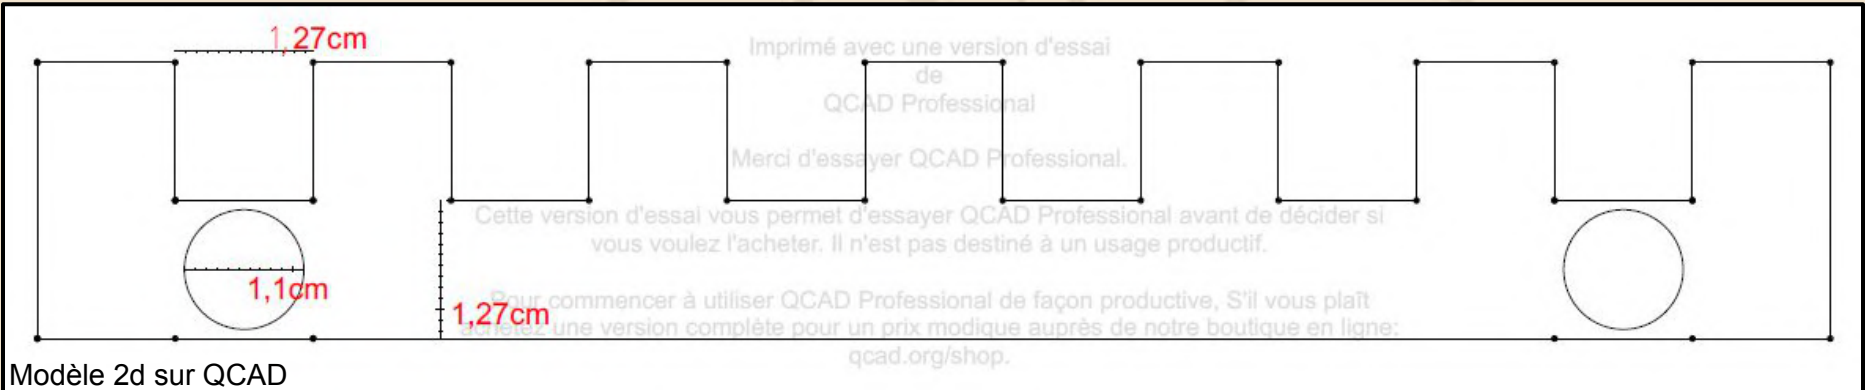 1,27cm
Imprimé avec une version d'essai
de
QCAD Professional
Merci d'essayer QCAD Professional.
Cette version d'essai vous permet d'essayer QCAD Professional avant de décider si
vous voulez l'acheter. Il n'est pas destiné à un usage productif.
1,1cm
Pour commencer à utiliser QCAD Professional de façon productive, S'il vous plaît
1,27cm
achetez une version complète pour un prix modique auprès de notre boutique en ligne:
qcad.org/shop.
Modèle 2d sur QCAD